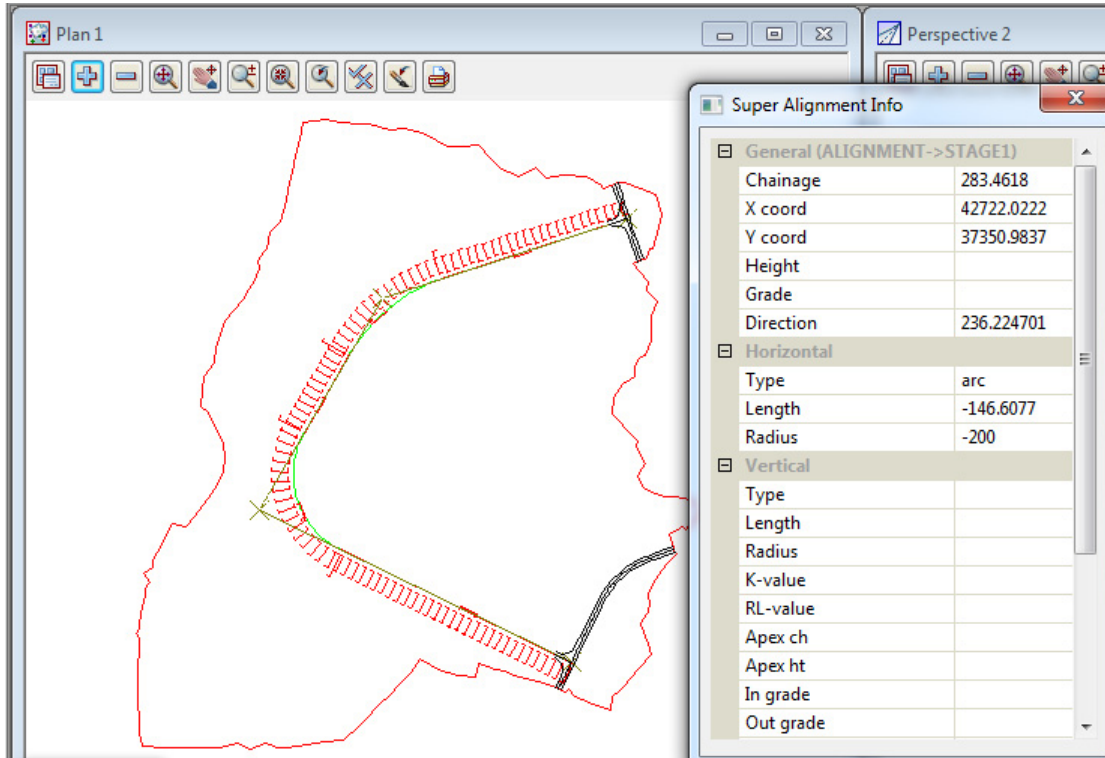 Plan 1
Perspective 2
Super Alignment Info
General (ALIGNMENT->STAGE1)
Chainage 283.4618
X coord 42722.0222
Y coord 37350.9837
Height
Grade
Direction 236.224701
Horizontal
Type arc
Length -146.6077
Radius -200
Vertical
Type
Length
Radius
K-value
RL-value
Apex ch
Apex ht
In grade
Out grade